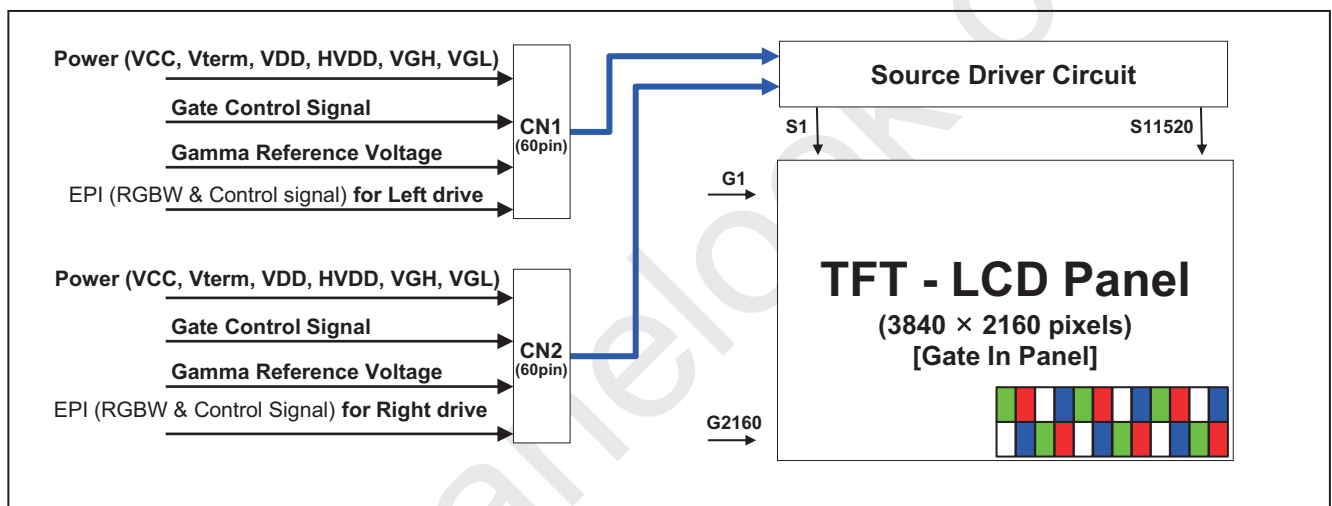 Power (VCC, Vterm, VDD, HVDD, VGH, VGL)
Gate Control Signal
Gamma Reference Voltage
EPI (RGBW & Control signal) for Left drive
CN1
(60pin)
Power (VCC, Vterm, VDD, HVDD, VGH, VGL)
Gate Control Signal
Gamma Reference Voltage
EPI (RGBW & Control Signal) for Right drive
CN2
(60pin)
Source Driver Circuit
S1
S11520
G1
G2160
TFT - LCD Panel
(3840 × 2160 pixels)
[Gate In Panel]
anelook